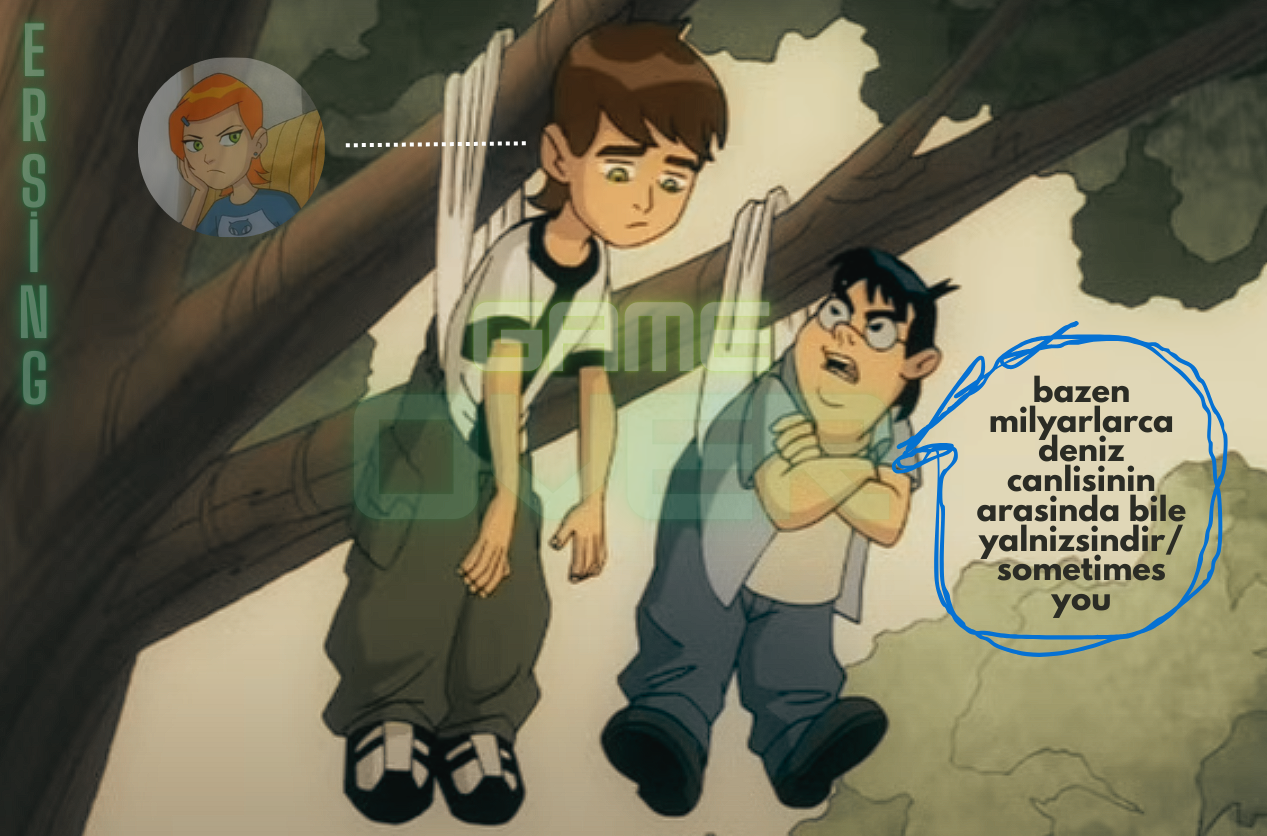 ERSİNG
GAME
OVER
bazen
milyarlarca
deniz
canlisinin
arasinda bile
yalnizsindir/
sometimes
you